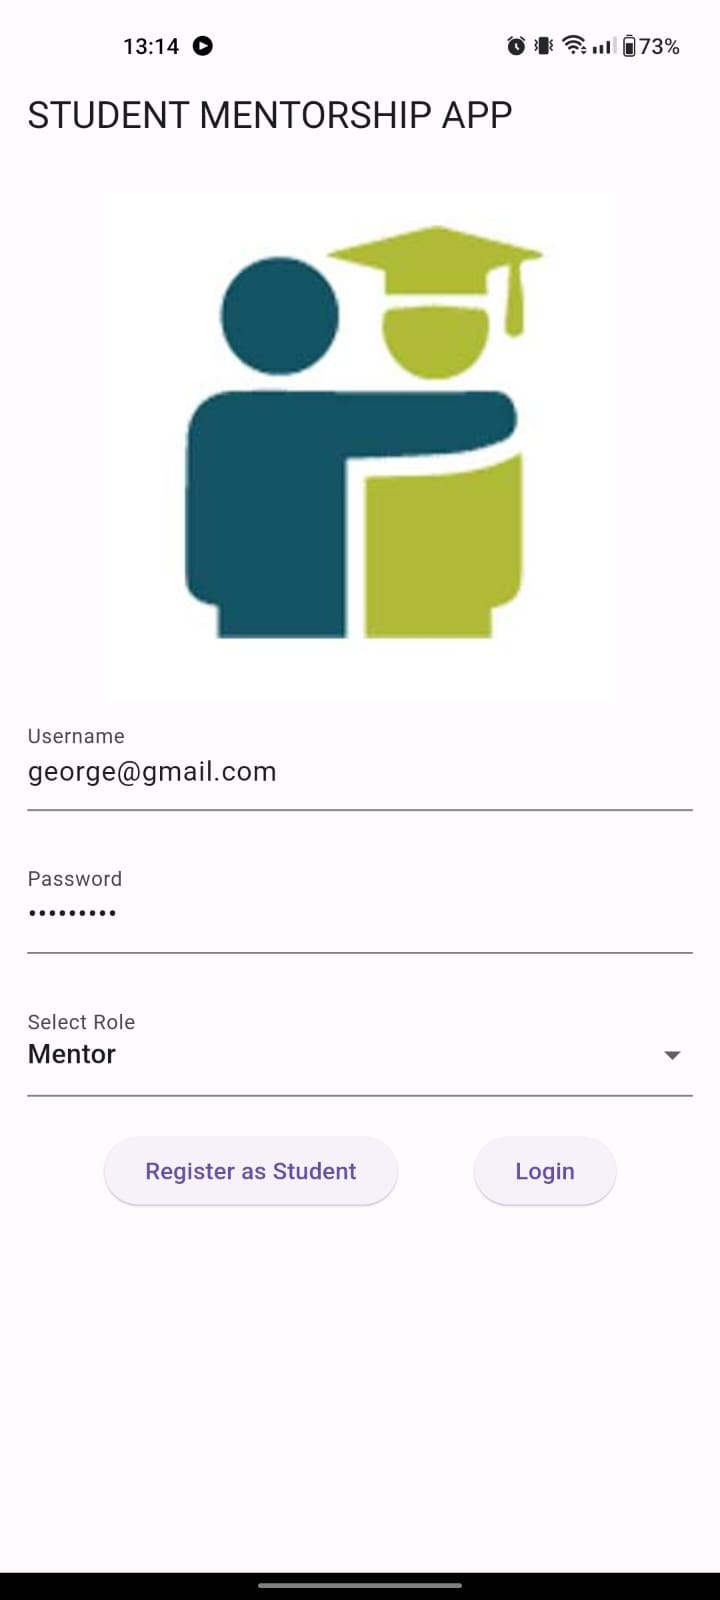 13:14 73%
STUDENT MENTORSHIP APP
Username
george@gmail.com
Password
•••••••••
Select Role
Mentor
Register as Student Login